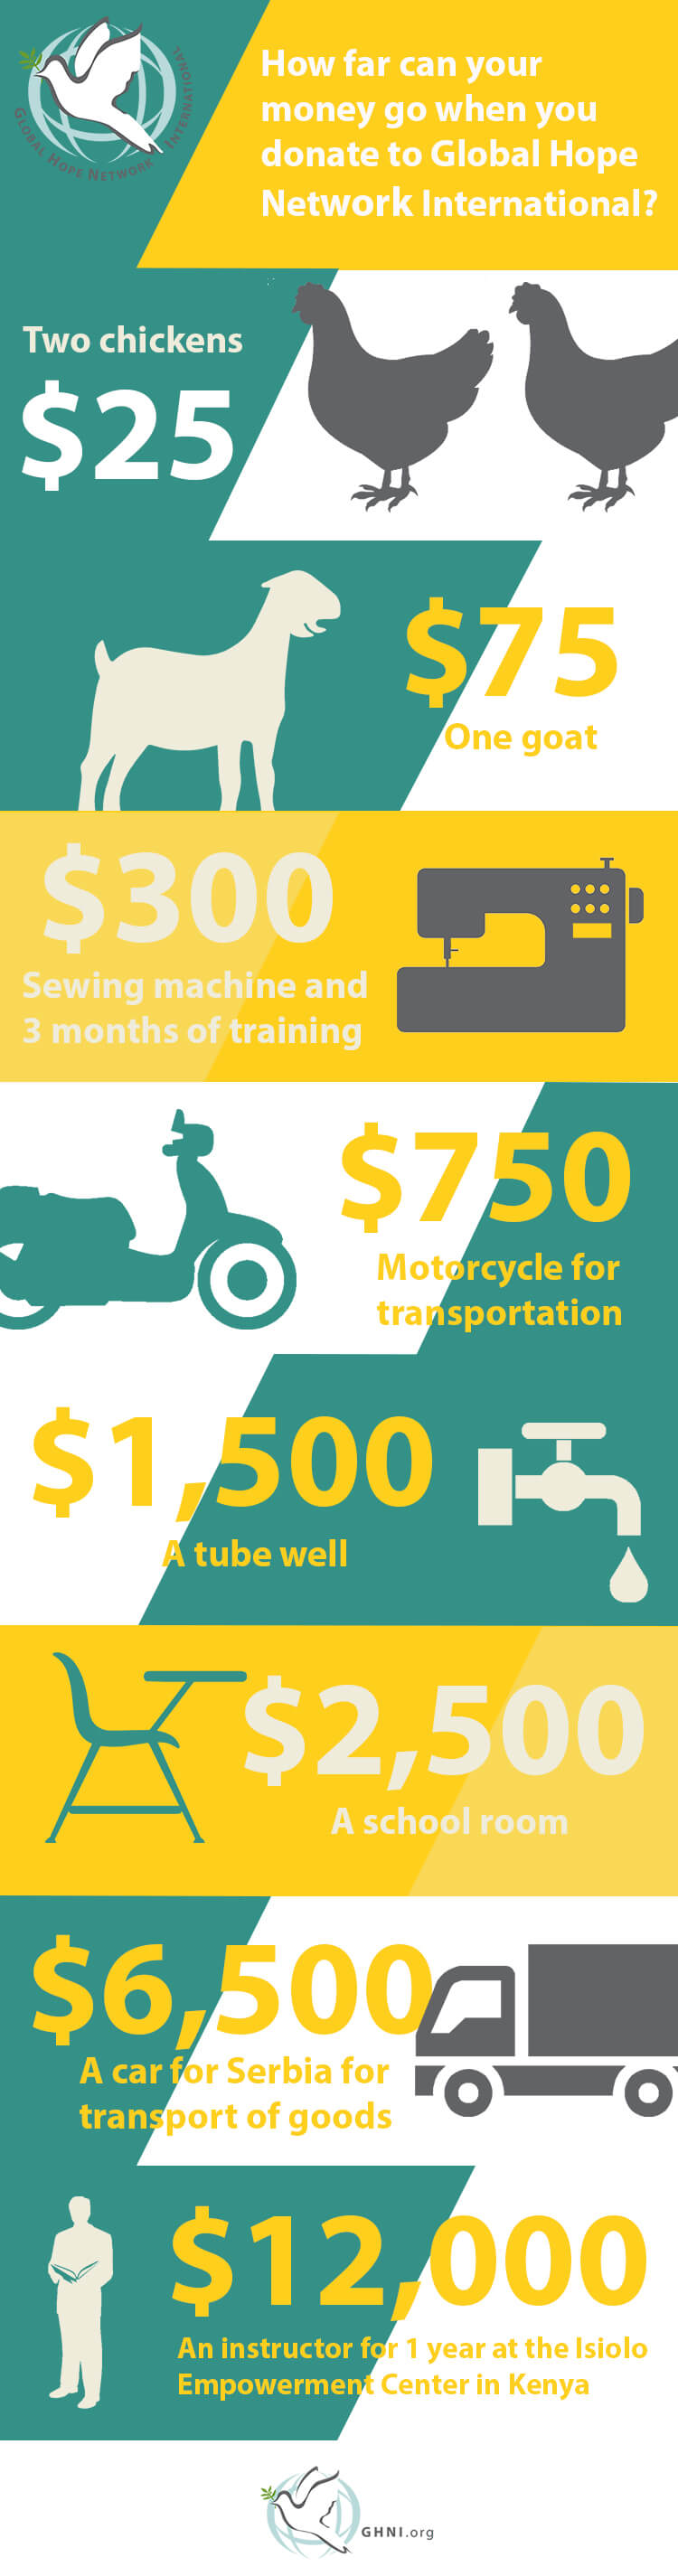 GLOBAL HOPE NETWORK INTERNATIONAL
How far can your
money go when you
donate to Global Hope
Network International?
Two chickens
$25
$75
One goat
$300
Sewing machine and
3 months of training
$750
Motorcycle for
transportation
$1,500
A tube well
$2,500
A school room
$6,500
A car for Serbia for
transport of goods
$12,000
An instructor for 1 year at the Isiolo
Empowerment Center in Kenya
GHNI.org